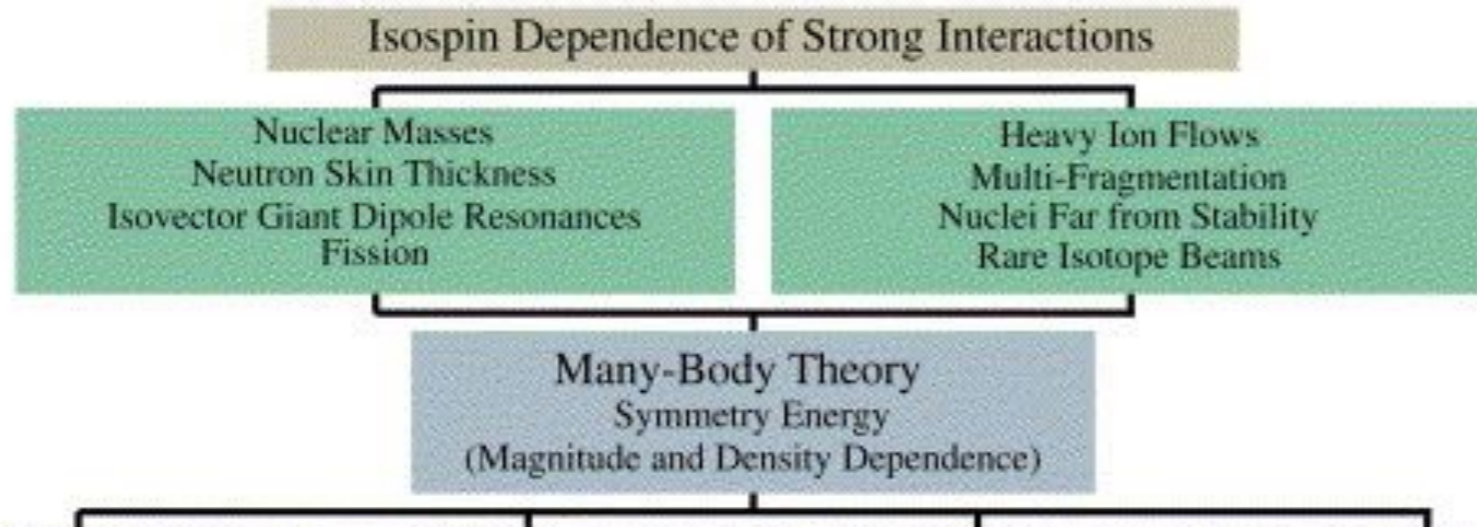 Isospin Dependence of Strong Interactions
Nuclear Masses
Neutron Skin Thickness
Isovector Giant Dipole Resonances
Fission
Heavy Ion Flows
Multi-Fragmentation
Nuclei Far from Stability
Rare Isotope Beams
Many-Body Theory
Symmetry Energy
(Magnitude and Density Dependence)